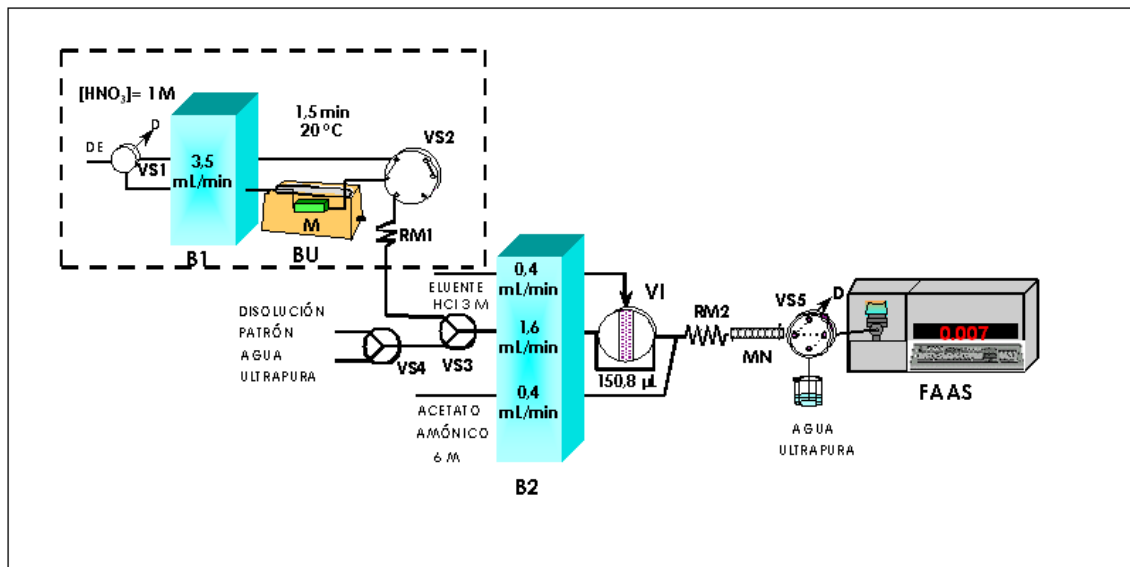 [HNO3]= 1 M
1,5 min
20 ºC
DE
D
VS1
3,5
mL/min
VS2
M
B1
BU
RM1
ELUENTE
HCl 3 M
0,4
mL/min
VI
DISOLUCIÓN
PATRÓN
AGUA
ULTRAPURA
VS4
VS3
1,6
mL/min
150,8 µL
RM2
MN
VS5
D
0.007
FAAS
ACETATO
AMÓNICO
6 M
0,4
mL/min
B2
AGUA
ULTRAPURA